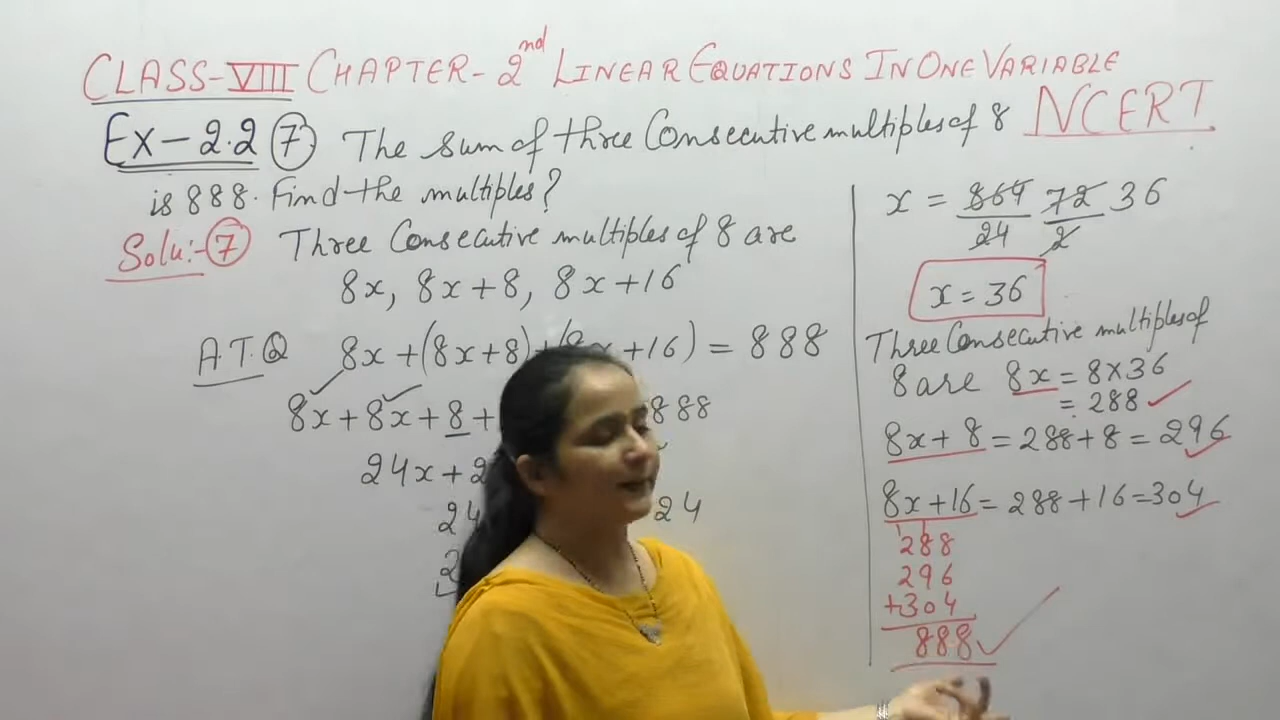 CLASS-VIII CHAPTER-2nd LINEAR EQUATIONS IN ONE VARIABLE
Ex-2.2 (7) The sum of three Consecutive multiples of 8 NCERT
is 888. Find the multiples?
Solu:- (7) Three Consecutive multiples of 8 are
8x, 8x+8, 8x+16
A.T.Q 8x+(8x+8)+(8x+16) = 888
8x+8x+8+ 888
24x+2
24 24
2
x = 864/24 72/2 36
x = 36
Three Consecutive multiples of
8 are 8x = 8×36
= 288
8x+8 = 288+8 = 296
8x+16 = 288+16 = 304
288
296
+304
888